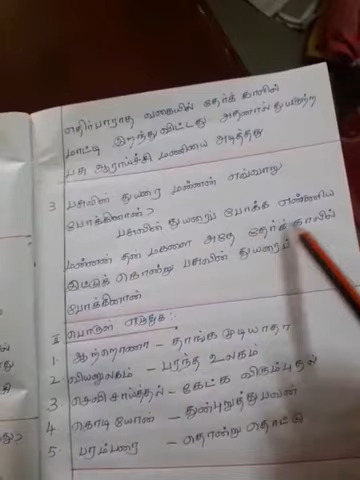 எதிர்பாராத வகையில் தேர்க் காலில்
மாட்டி இறந்துவிட்டது அதனால் துயருற்ற
பசு ஆராய்ச்சி மணியை அடித்தது
3 பசுவின் துயரை மன்னன் எவ்வாறு
போக்கினான்?
பசுவின் துயரைப் போக்க எண்ணிய
மன்னன் தன் மகனை அதே தேர்க் காலில்
இட்டுக் கொன்று பசுவின் துயரைப்
போக்கினான்
II பொருள் எழுதுக:-
1. ஆற்றொணா - தாங்க முடியாதா
2 வியனுலகம் - பரந்த உலகம்
3. செவி சாய்த்தல் - கேட்க விரும்புதல்
4 கொடியோன் - துன்புறுத்துபவன்
5. பரம்பரை - தொன்று தொட்டு